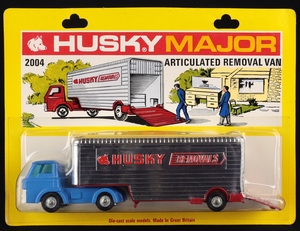 HUSKY MAJOR
2004
ARTICULATED REMOVAL VAN
HUSKY REMOVALS
HUSKY REMOVALS
Die-cast scale models. Made in Great Britain